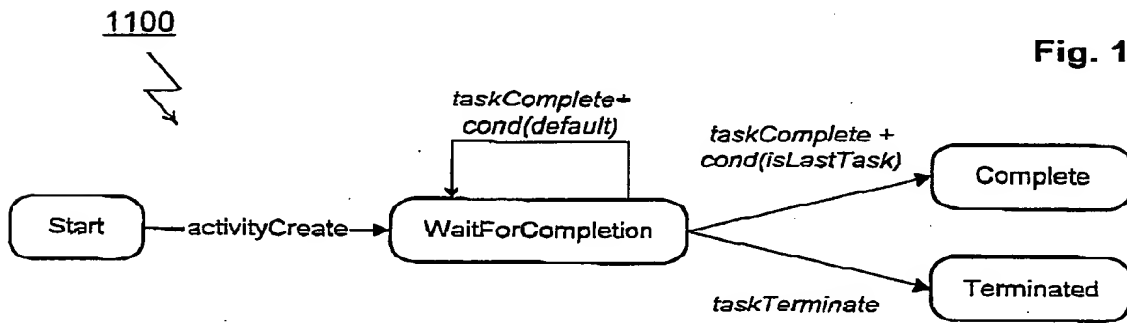 1100
Fig. 1
taskComplete+
cond(default)
taskComplete +
cond(isLastTask)
Complete
Start
activityCreate
WaitForCompletion
taskTerminate
Terminated